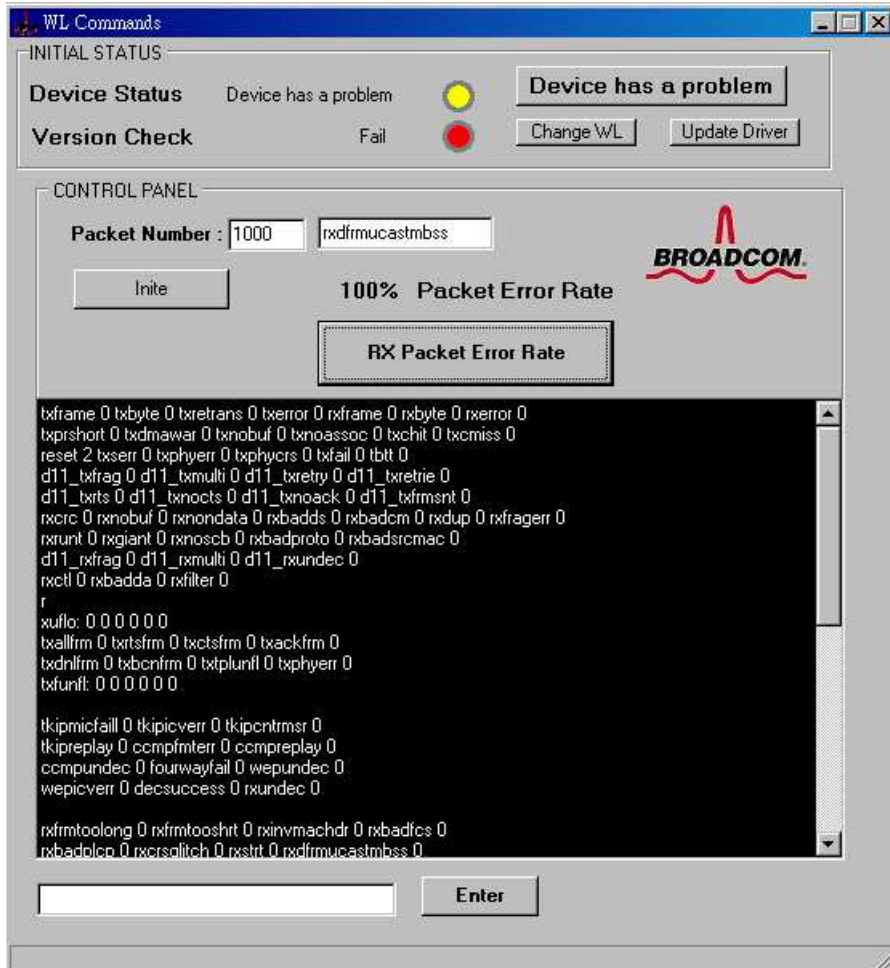 WL Commands
INITIAL STATUS
Device Status Device has a problem Device has a problem
Version Check Fail Change WL Update Driver
CONTROL PANEL
Packet Number : 1000 rxdfrmucastmbss
BROADCOM.
Inite 100% Packet Error Rate
RX Packet Error Rate
txframe 0 txbyte 0 txretrans 0 txerror 0 rxframe 0 rxbyte 0 rxerror 0
txprshort 0 txdmawar 0 txnobuf 0 txnoassoc 0 txchit 0 txcmiss 0
reset 2 txserr 0 txphyerr 0 txphycrs 0 txfail 0 tbtt 0
d11_txfrag 0 d11_txmulti 0 d11_txretry 0 d11_txretrie 0
d11_txrts 0 d11_txnocts 0 d11_txnoack 0 d11_txfrmsnt 0
rxcrc 0 rxnobuf 0 rxnondata 0 rxbadds 0 rxbadcm 0 rxdup 0 rxfragerr 0
rxrunt 0 rxgiant 0 rxnoscb 0 rxbadproto 0 rxbadsrcmac 0
d11_rxfrag 0 d11_rxmulti 0 d11_rxundec 0
rxctl 0 rxbadda 0 rxfilter 0
r
xuflo: 0 0 0 0 0 0
txallfrm 0 txrtsfrm 0 txctsfrm 0 txackfrm 0
txdnlfrm 0 txbcnfrm 0 txtplunfl 0 txphyerr 0
txfunfl: 0 0 0 0 0 0
tkipmicfaill 0 tkipicverr 0 tkipcntrmsr 0
tkipreplay 0 ccmpfmterr 0 ccmpreplay 0
ccmpundec 0 fourwayfail 0 wepundec 0
wepicverr 0 decsuccess 0 rxundec 0
rxfrmtoolong 0 rxfrmtooshrt 0 rxinvmachdr 0 rxbadfcs 0
rxbadplcp 0 rxcrsglitch 0 rxstrt 0 rxdfrmucastmbss 0
Enter